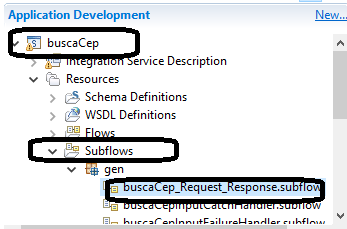 Application Development
New...
buscaCep
Integration Service Description
Resources
Schema Definitions
WSDL Definitions
Flows
Subflows
gen
buscaCep_Request_Response.subflow
buscaCepInputCatchHandler.subflow
buscaCepInputFailureHandler.subflow